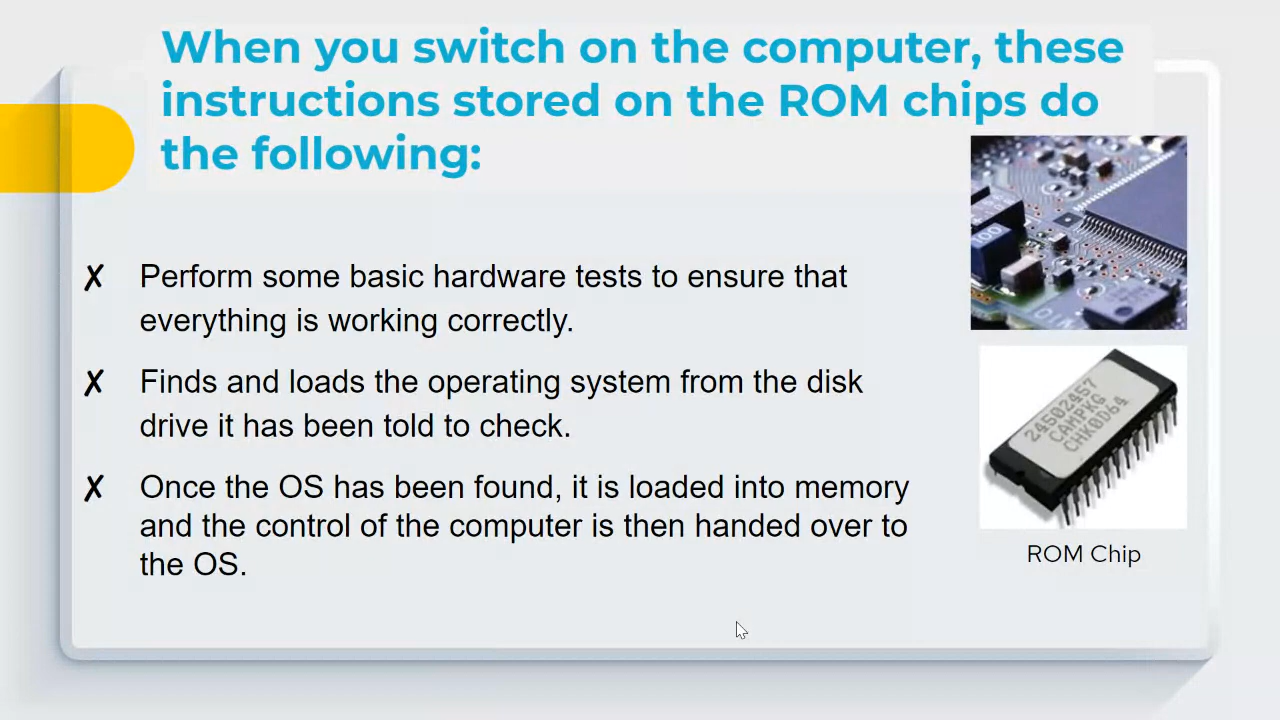 When you switch on the computer, these
instructions stored on the ROM chips do
the following:
✗ Perform some basic hardware tests to ensure that
everything is working correctly.
✗ Finds and loads the operating system from the disk
drive it has been told to check.
✗ Once the OS has been found, it is loaded into memory
and the control of the computer is then handed over to
the OS.
100
24502457
CAMPKG
CHK0D64
ROM Chip